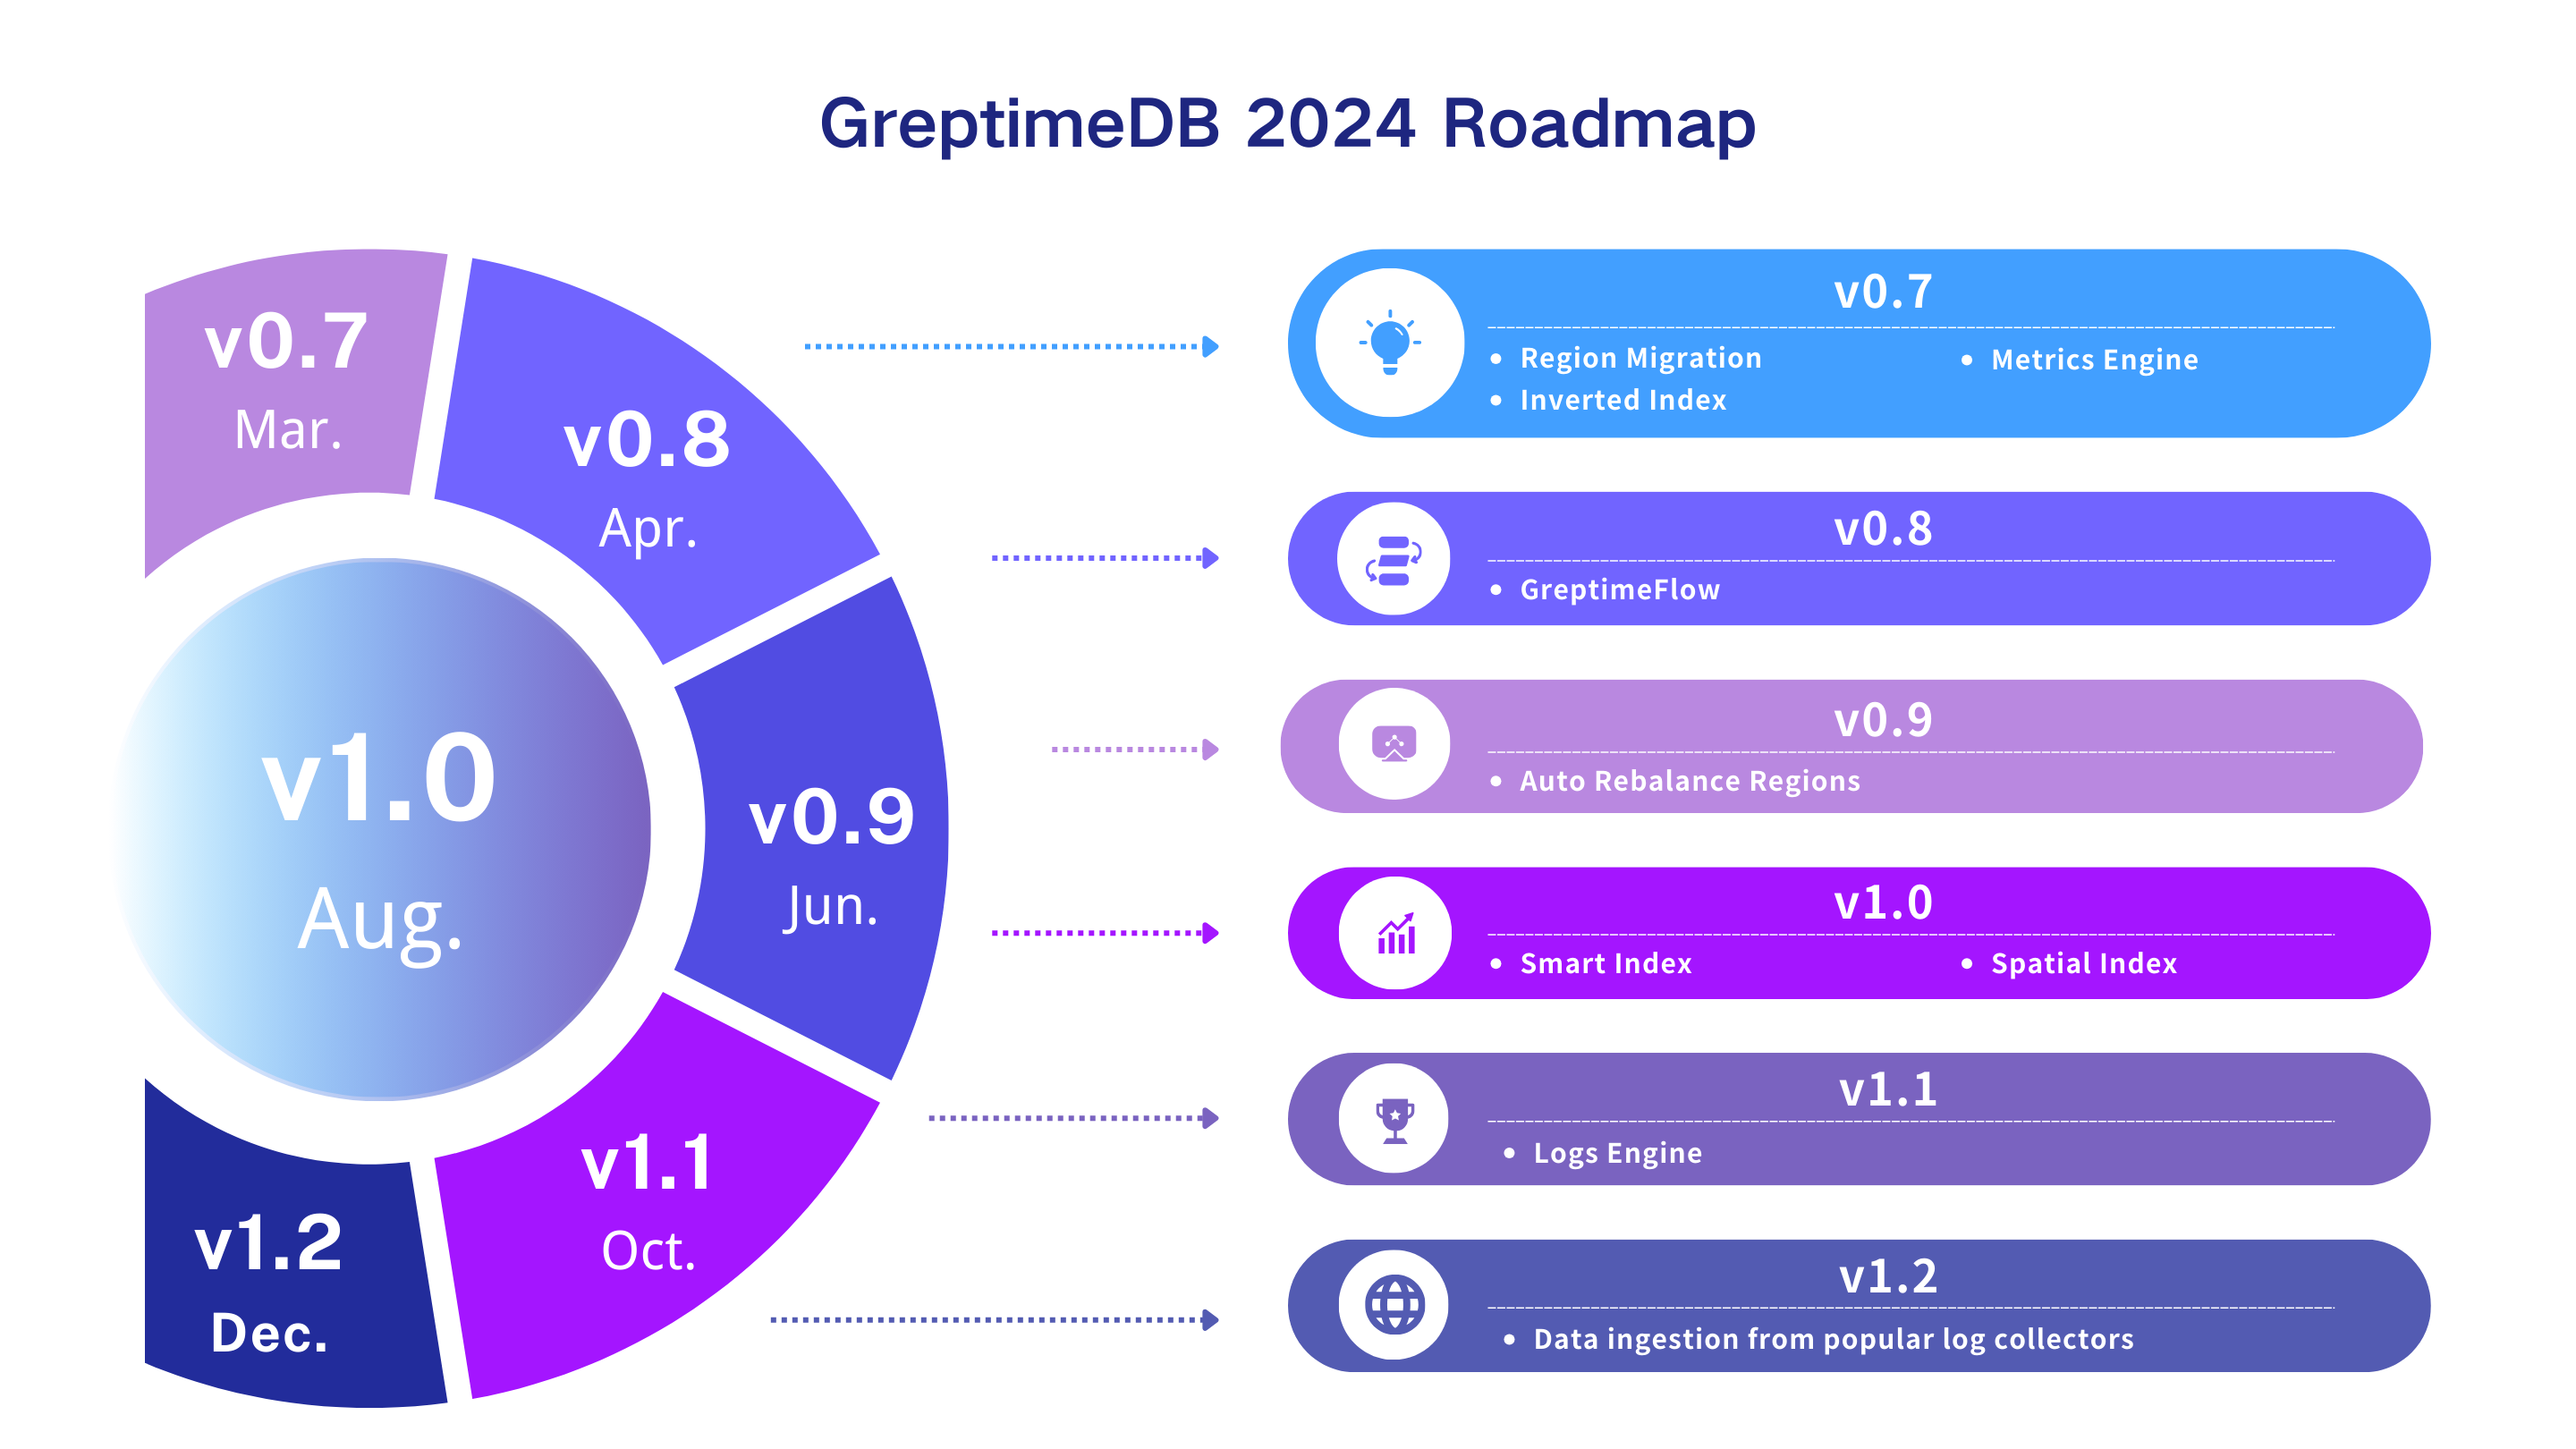 GreptimeDB 2024 Roadmap
v0.7
Mar.
v0.8
Apr.
v0.9
Jun.
v1.0
Aug.
v1.1
Oct.
v1.2
Dec.
v0.7
• Region Migration
• Inverted Index
• Metrics Engine
v0.8
• GreptimeFlow
v0.9
• Auto Rebalance Regions
v1.0
• Smart Index
• Spatial Index
v1.1
• Logs Engine
v1.2
• Data ingestion from popular log collectors